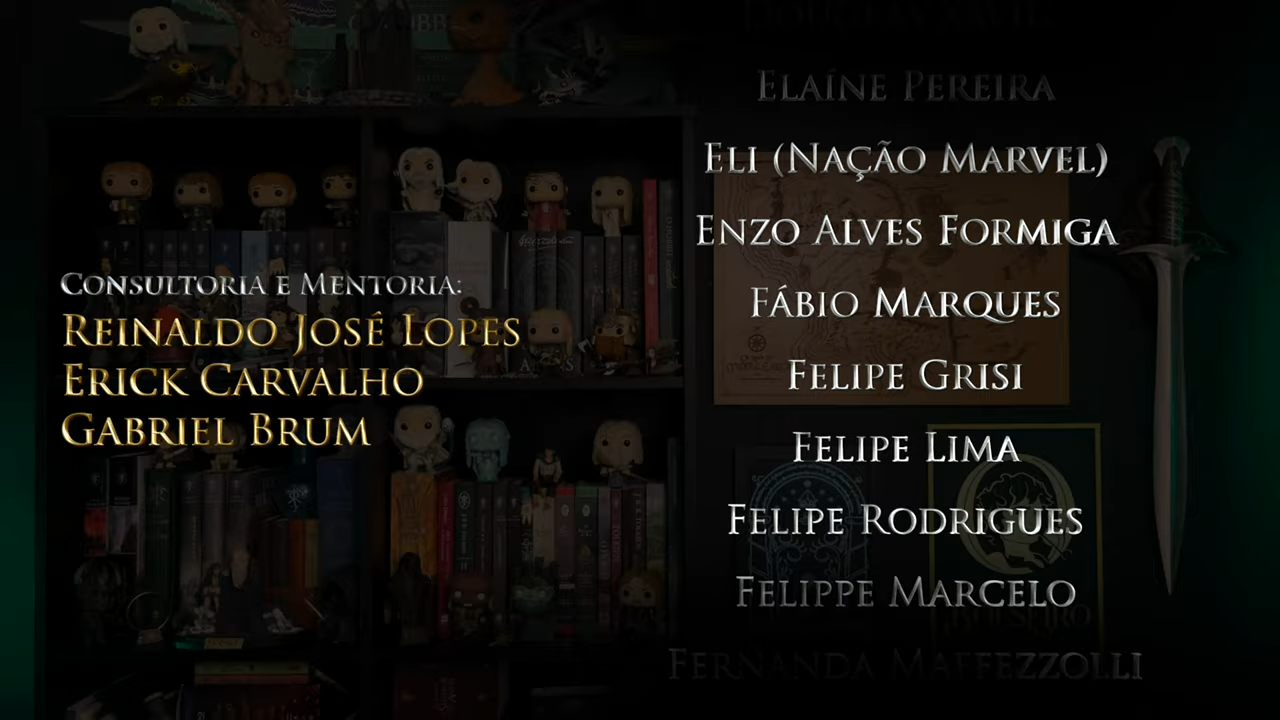 Consultoria e Mentoria:
Reinaldo José Lopes
Erick Carvalho
Gabriel Brum
Elaíne Pereira
Eli (Nação Marvel)
Enzo Alves Formiga
Fábio Marques
Felipe Grisi
Felipe Lima
Felipe Rodrigues
Felippe Marcelo
Fernanda Maffezzolli